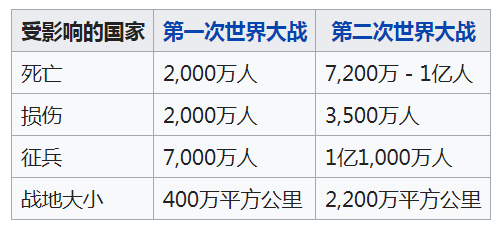 受影响的国家 第一次世界大战 第二次世界大战
死亡 2,000万人 7,200万－1亿人
损伤 2,000万人 3,500万人
征兵 7,000万人 1亿1,000万人
战地大小 400万平方公里 2,200万平方公里